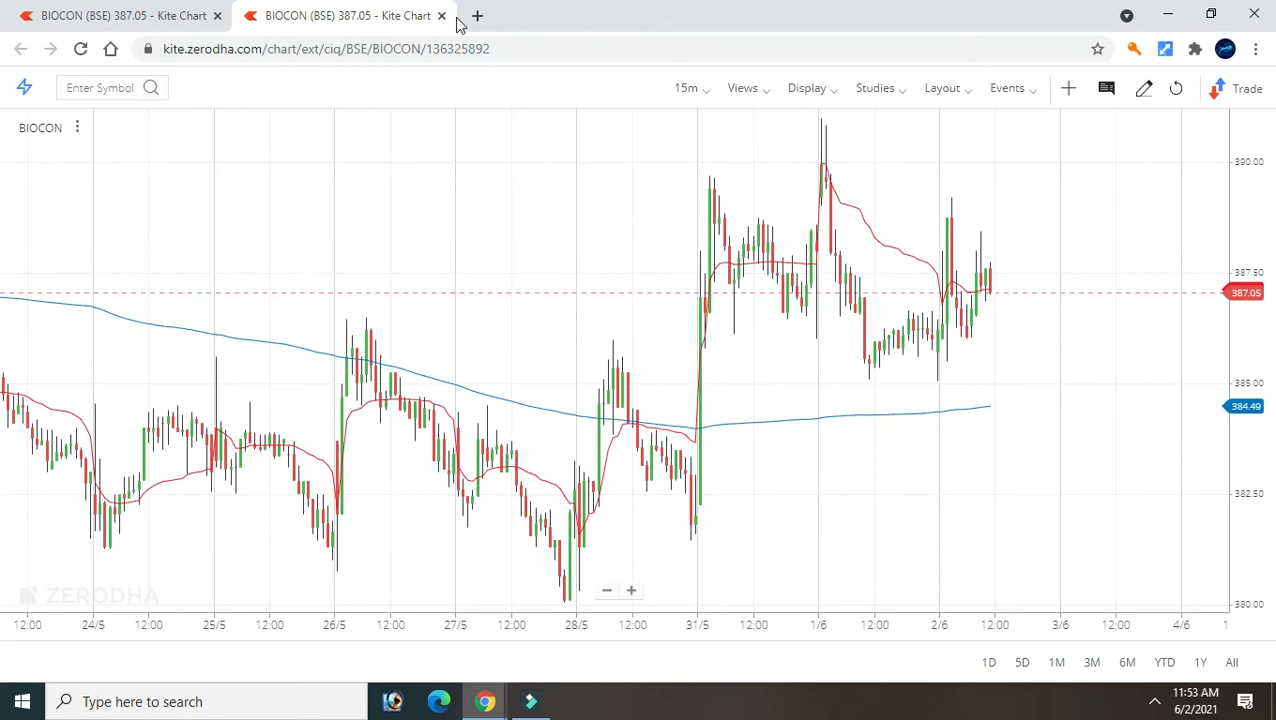 BIOCON (BSE) 387.05 - Kite Chart
BIOCON (BSE) 387.05 - Kite Chart
kite.zerodha.com/chart/ext/ciq/BSE/BIOCON/136325892
Enter Symbol
15m
Views
Display
Studies
Layout
Events
Trade
BIOCON
390.00
387.50
387.05
385.00
384.49
382.50
380.00
ZERODHA
12:00 24/5 12:00 25/5 12:00 26/5 12:00 27/5 12:00 28/5 12:00 31/5 12:00 1/6 12:00 2/6 12:00 3/6 12:00 4/6 1
1D 5D 1M 3M 6M YTD 1Y All
Type here to search
11:53 AM
6/2/2021